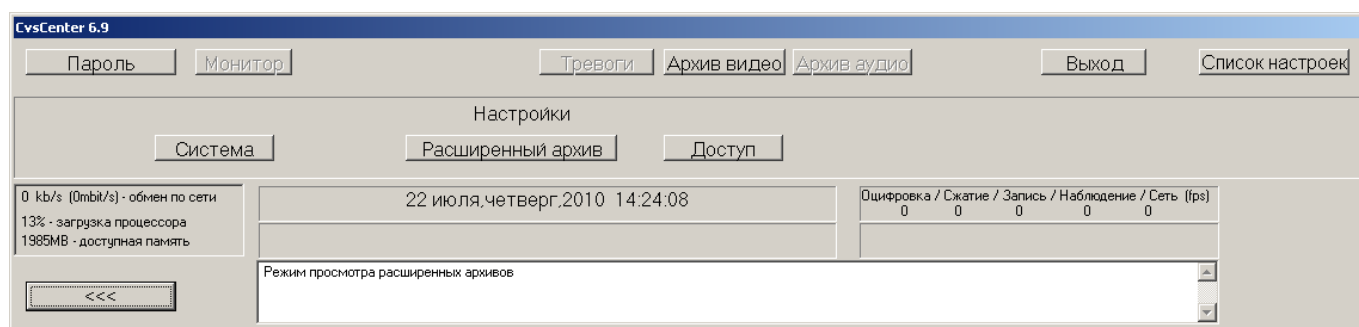 CvsCenter 6.9
Пароль Монитор Тревоги Архив видео Архив аудио Выход Список настроек
Настройки
Система Расширенный архив Доступ
0 kb/s (0mbit/s) - обмен по сети
13% - загрузка процессора
1985MB - доступная память
22 июля,четверг,2010 14:24:08
Оцифровка / Сжатие / Запись / Наблюдение / Сеть (fps)
0 0 0 0 0
<<<
Режим просмотра расширенных архивов